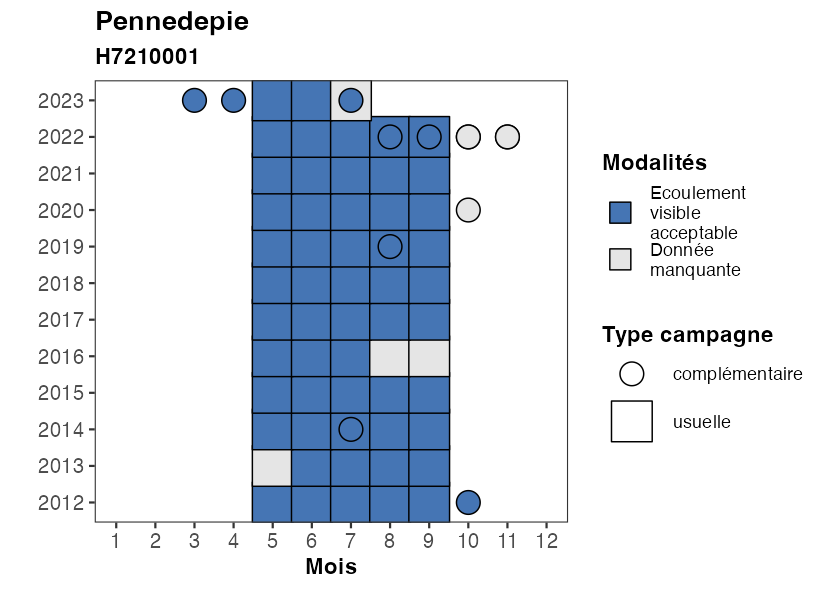 Pennedepie
H7210001
2023
2022
2021
2020
2019
2018
2017
2016
2015
2014
2013
2012
1 2 3 4 5 6 7 8 9 10 11 12
Mois
Modalités
Ecoulement
visible
acceptable
Donnée
manquante
Type campagne
complémentaire
usuelle